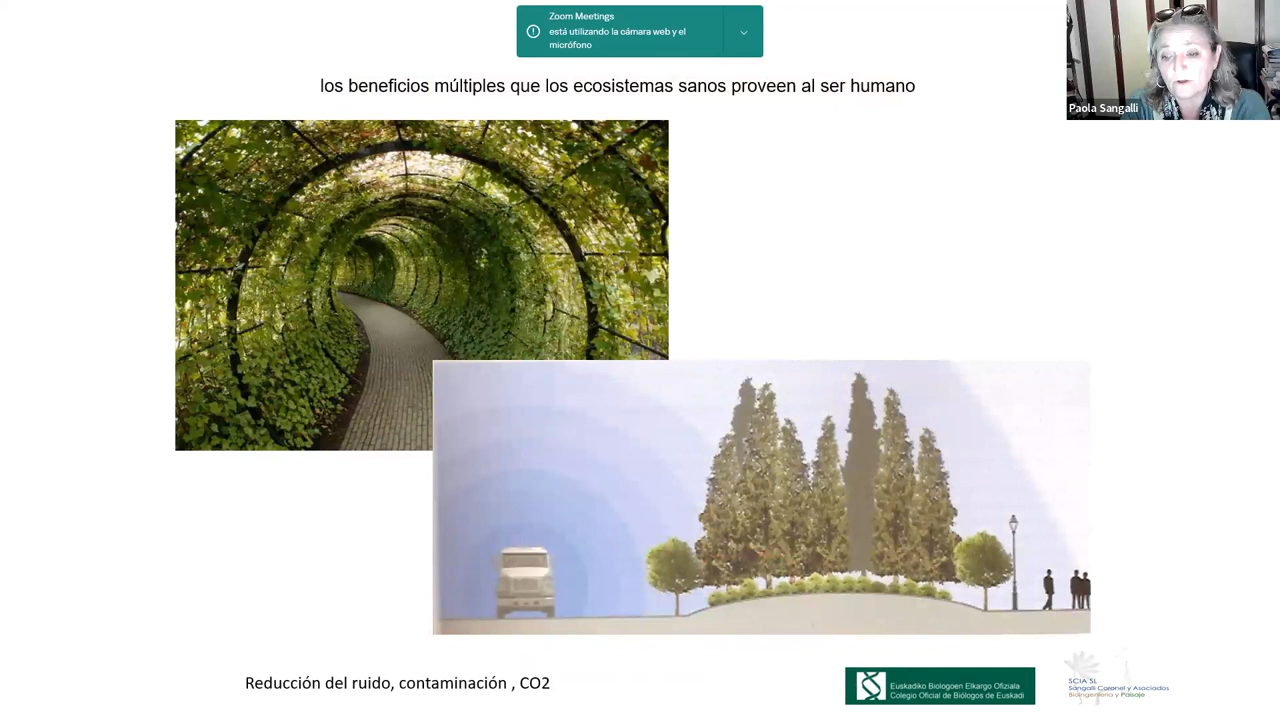 Zoom Meetings
está utilizando la cámara web y el
micrófono
los beneficios múltiples que los ecosistemas sanos proveen al ser humano
Paola Sangalli
Reducción del ruido, contaminación , CO2
Euskadiko Biologoen Elkargo Ofiziala
Colegio Oficial de Biólogos de Euskadi
SCIA SL
Sangalli Coronel y Asociados
Bioingeniería y Paisaje